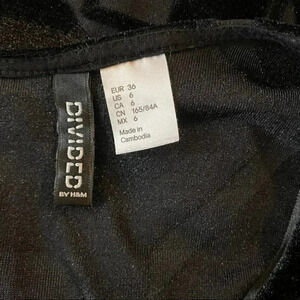 DIVIDED
BY H&M
EUR 36
US 6
CA 6
CN 165/84A
MX 6
Made in
Cambodia